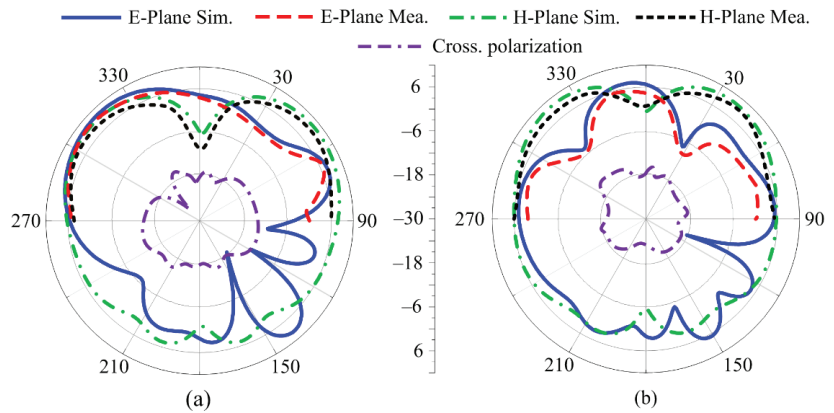 E-Plane Sim. E-Plane Mea. H-Plane Sim. H-Plane Mea.
Cross. polarization
330 30 6 330 30
−6
−18
270 90 −30 270 90
−18
−6
210 150 6 210 150
(a) (b)